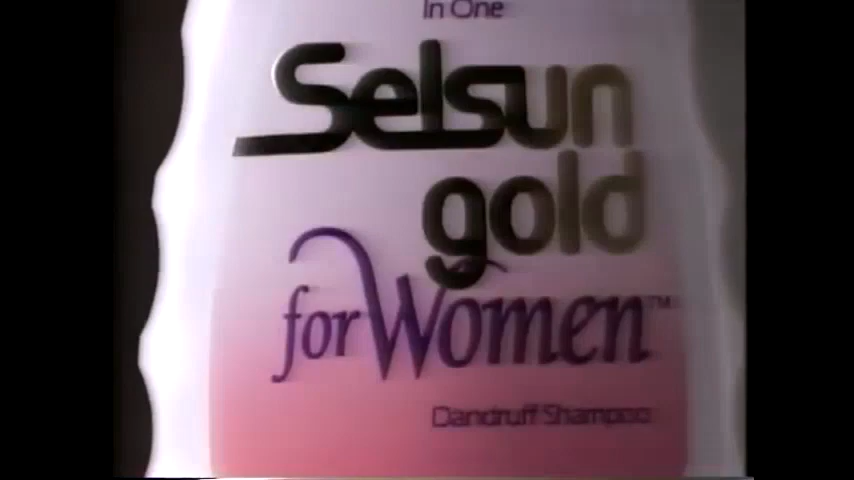 In One
Selsun
gold
for Women™
Dandruff Shampoo